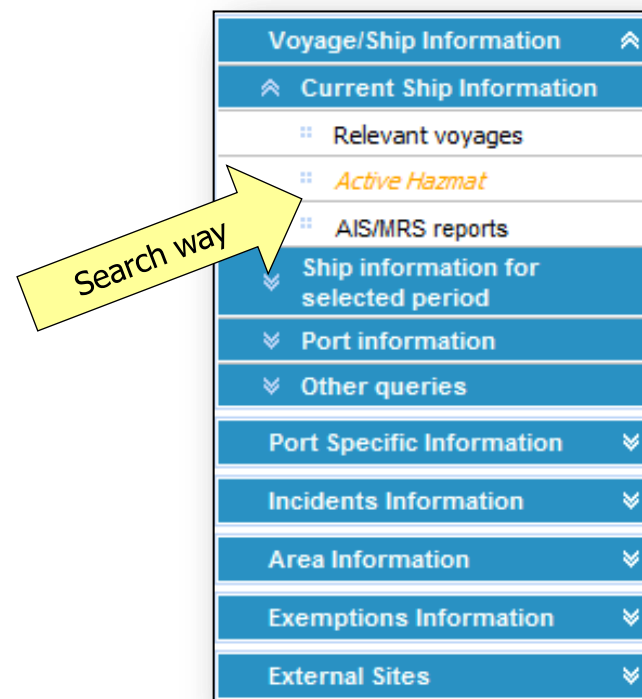 Voyage/Ship Information
Current Ship Information
Relevant voyages
Active Hazmat
AIS/MRS reports
Search way
Ship information for
selected period
Port information
Other queries
Port Specific Information
Incidents Information
Area Information
Exemptions Information
External Sites